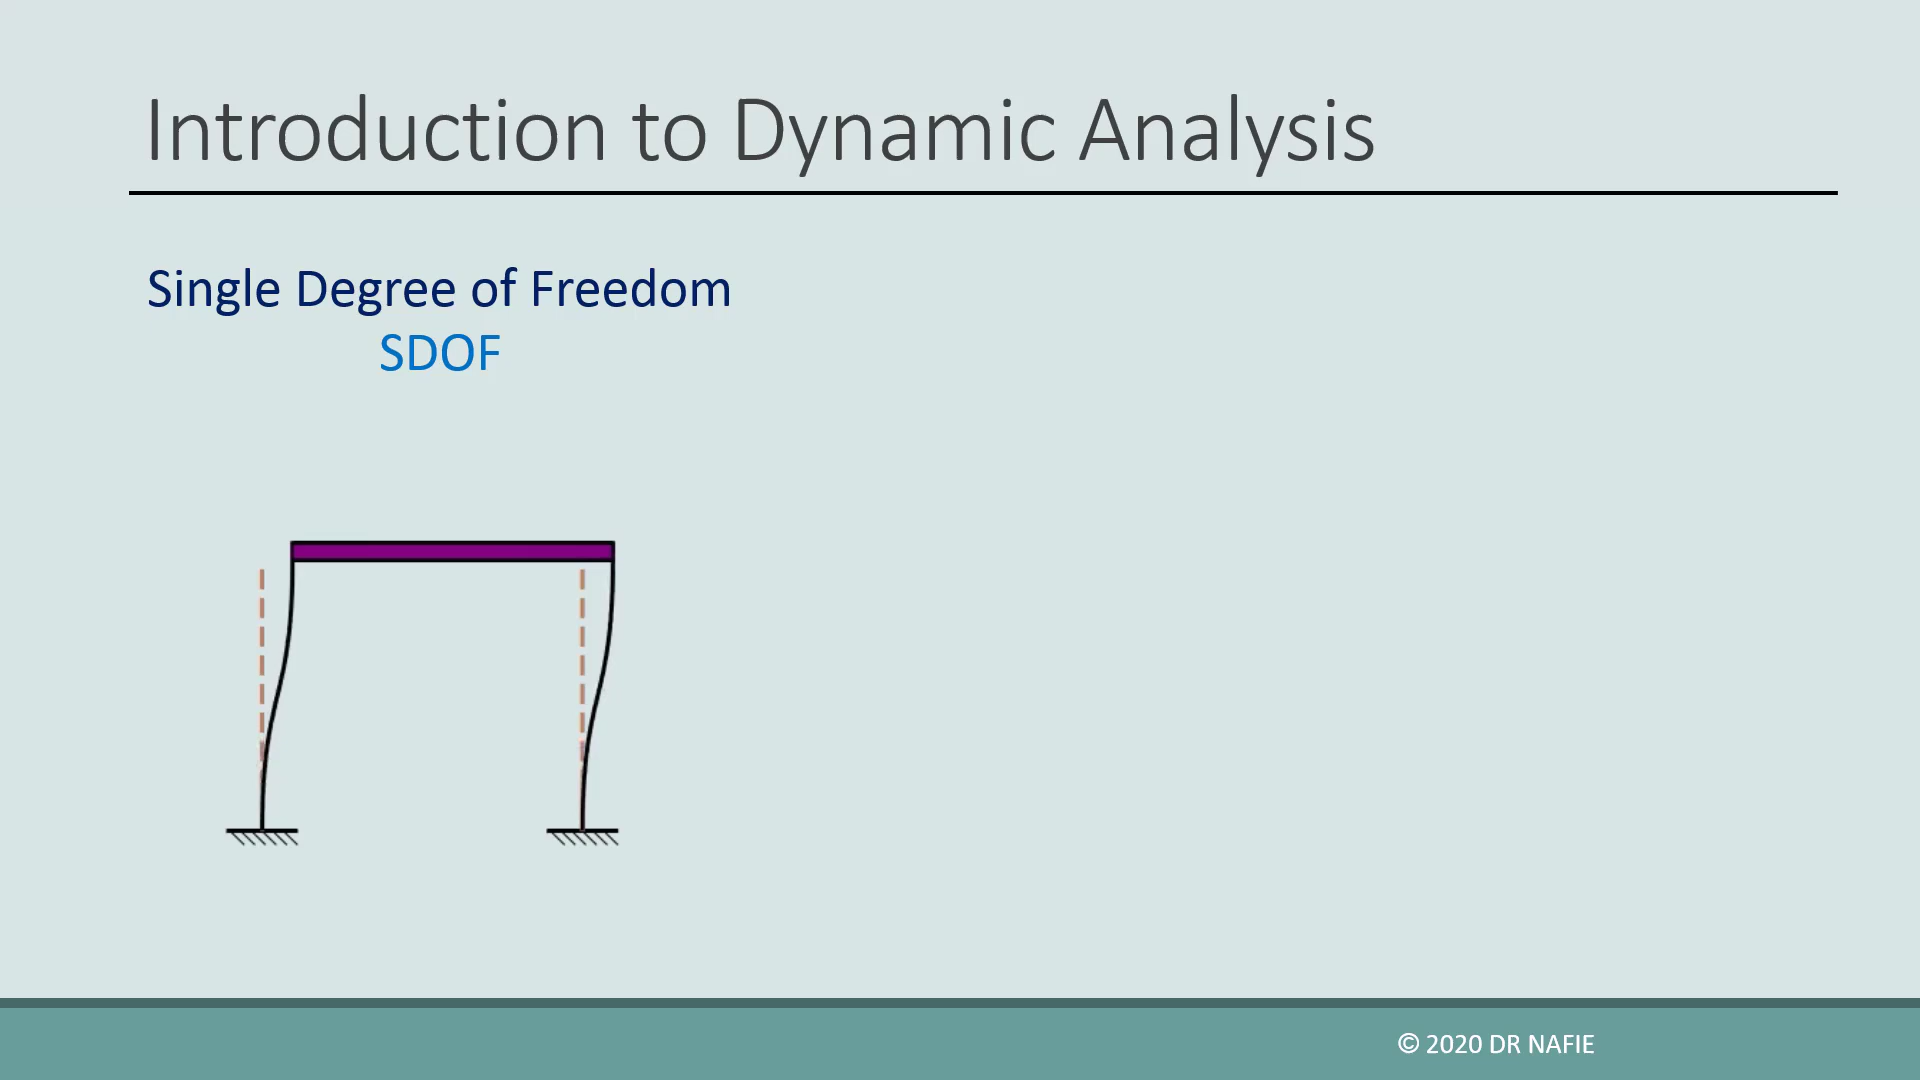 Introduction to Dynamic Analysis
Single Degree of Freedom
SDOF
© 2020 DR NAFIE